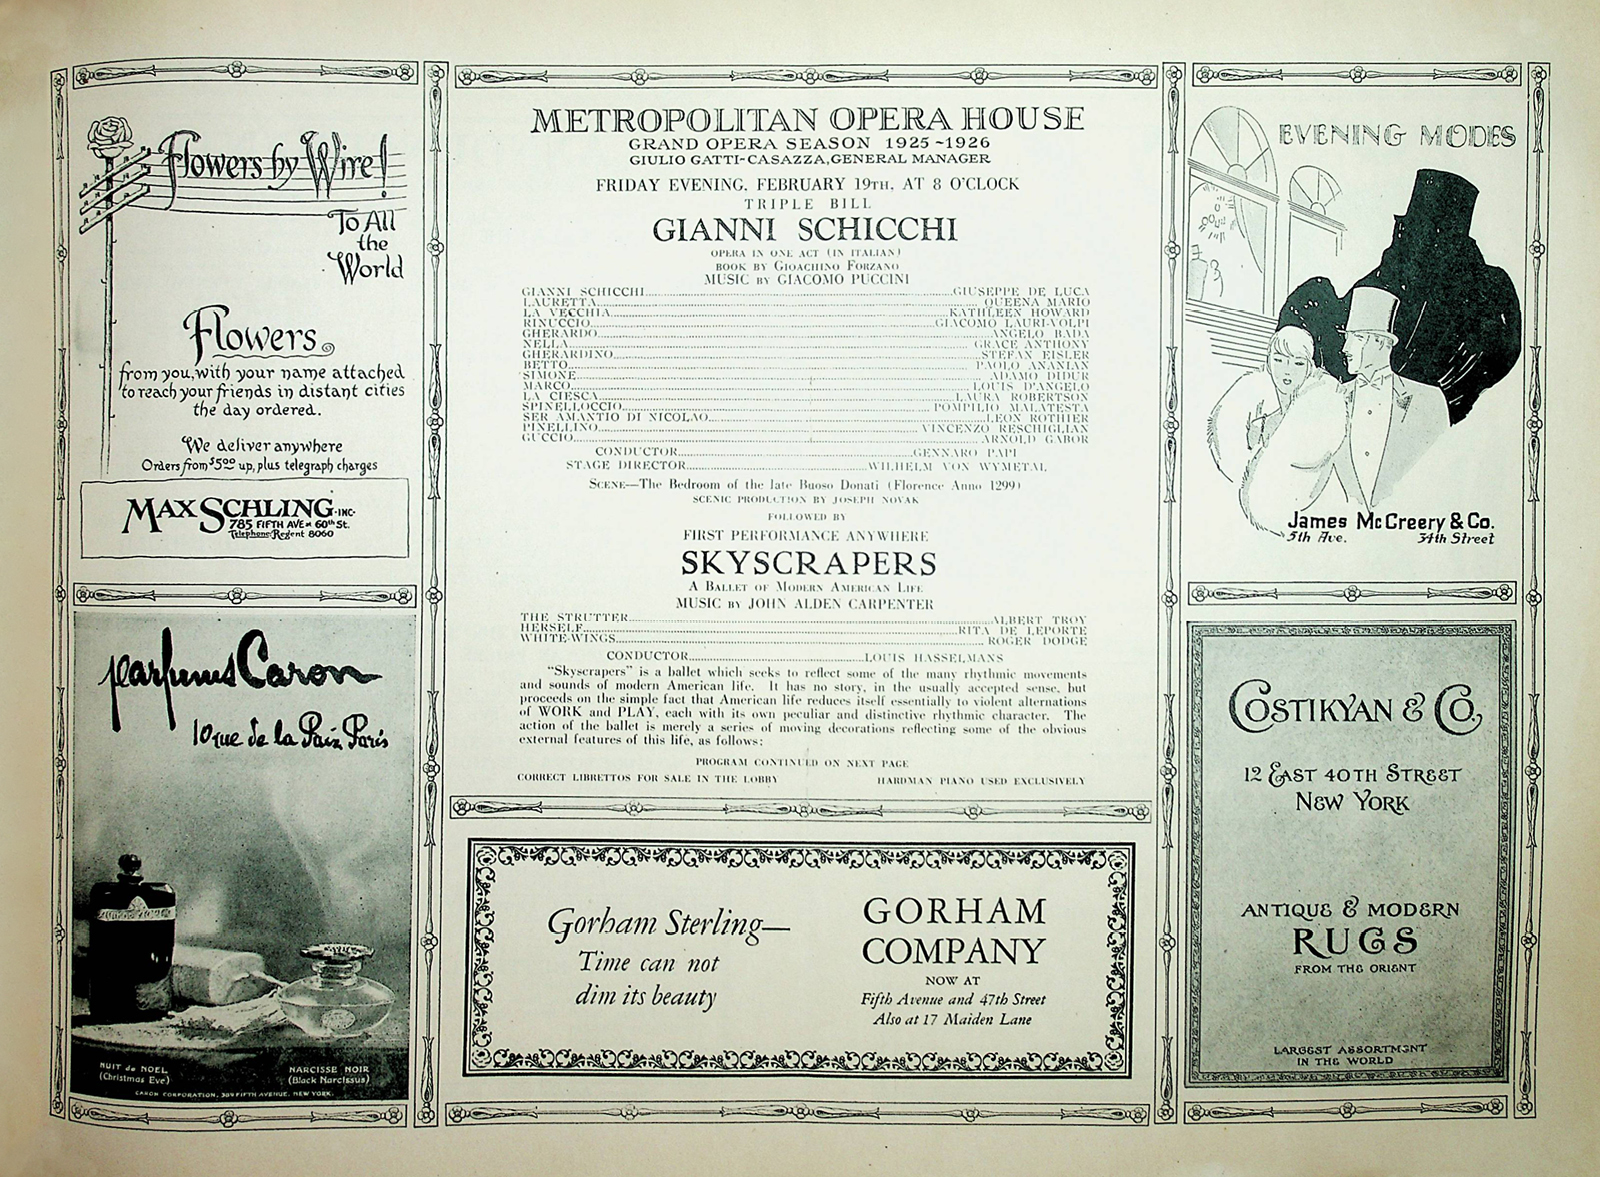 Flowers by Wire!
To All
the
World
Flowers
from you, with your name attached
to reach your friends in distant cities
the day ordered.
We deliver anywhere
Orders from $5.00 up, plus telegraph charges
MAX SCHLING INC.
785 FIFTH AVE at 60th St.
Telephone: Regent 8060
parfums Caron
10 rue de la Paix Paris
NUIT de NOEL
(Christmas Eve)
NARCISSE NOIR
(Black Narcissus)
CARON CORPORATION, 389 FIFTH AVENUE, NEW YORK.
METROPOLITAN OPERA HOUSE
GRAND OPERA SEASON 1925~1926
GIULIO GATTI-CASAZZA, GENERAL MANAGER
FRIDAY EVENING, FEBRUARY 19TH, AT 8 O'CLOCK
TRIPLE BILL
GIANNI SCHICCHI
OPERA IN ONE ACT (IN ITALIAN)
BOOK BY GIOACHINO FORZANO
MUSIC BY GIACOMO PUCCINI
GIANNI SCHICCHI GIUSEPPE DE LUCA
LAURETTA QUEENA MARIO
LA VECCHIA KATHLEEN HOWARD
RINUCCIO GIACOMO LAURI-VOLPI
GHERARDO ANGELO BADA
NELLA GRACE ANTHONY
GHERARDINO STEFAN EISLER
BETTO PAOLO ANANIAN
SIMONE ADAMO DIDUR
MARCO LOUIS D'ANGELO
LA CIESCA LAURA ROBERTSON
SPINELLOCCIO POMPILIO MALATESTA
SER AMANTIO DI NICOLAO LEON ROTHIER
PINELLINO VINCENZO RESCHIGLIAN
GUCCIO ARNOLD GABOR
CONDUCTOR GENNARO PAPI
STAGE DIRECTOR WILHELM VON WYMETAL
SCENE—The Bedroom of the late Buoso Donati (Florence Anno 1299)
SCENIC PRODUCTION BY JOSEPH NOVAK
FOLLOWED BY
FIRST PERFORMANCE ANYWHERE
SKYSCRAPERS
A BALLET OF MODERN AMERICAN LIFE
MUSIC BY JOHN ALDEN CARPENTER
THE STRUTTER ALBERT TROY
HERSELF RITA DE LEPORTE
WHITE-WINGS ROGER DODGE
CONDUCTOR LOUIS HASSELMANS
"Skyscrapers" is a ballet which seeks to reflect some of the many rhythmic movements
and sounds of modern American life. It has no story, in the usually accepted sense, but
proceeds on the simple fact that American life reduces itself essentially to violent alternations
of WORK and PLAY, each with its own peculiar and distinctive rhythmic character. The
action of the ballet is merely a series of moving decorations reflecting some of the obvious
external features of this life, as follows:
PROGRAM CONTINUED ON NEXT PAGE
CORRECT LIBRETTOS FOR SALE IN THE LOBBY HARDMAN PIANO USED EXCLUSIVELY
Gorham Sterling—
Time can not
dim its beauty
GORHAM
COMPANY
NOW AT
Fifth Avenue and 47th Street
Also at 17 Maiden Lane
EVENING MODES
James McCreery & Co.
5th Ave. 34th Street
COSTIKYAN & CO.
12 EAST 40TH STREET
NEW YORK
ANTIQUE & MODERN
RUGS
FROM THE ORIENT
LARGEST ASSORTMENT
IN THE WORLD